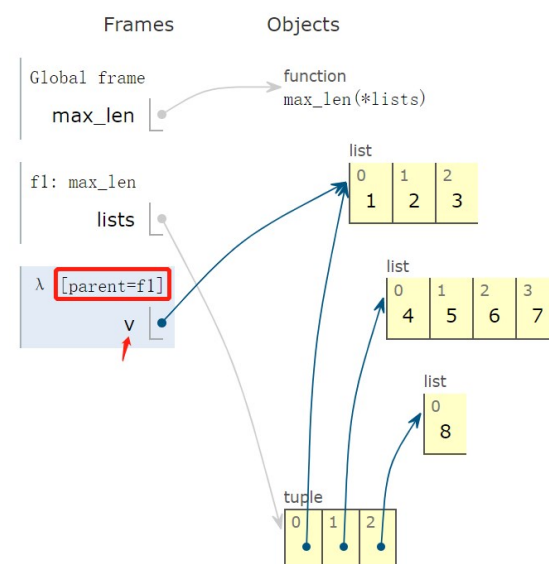 Frames Objects
Global frame
function
max_len(*lists)
max_len
list
0 1 2
1 2 3
f1: max_len
lists
list
0 1 2 3
4 5 6 7
λ [parent=f1]
v
list
0
8
tuple
0 1 2